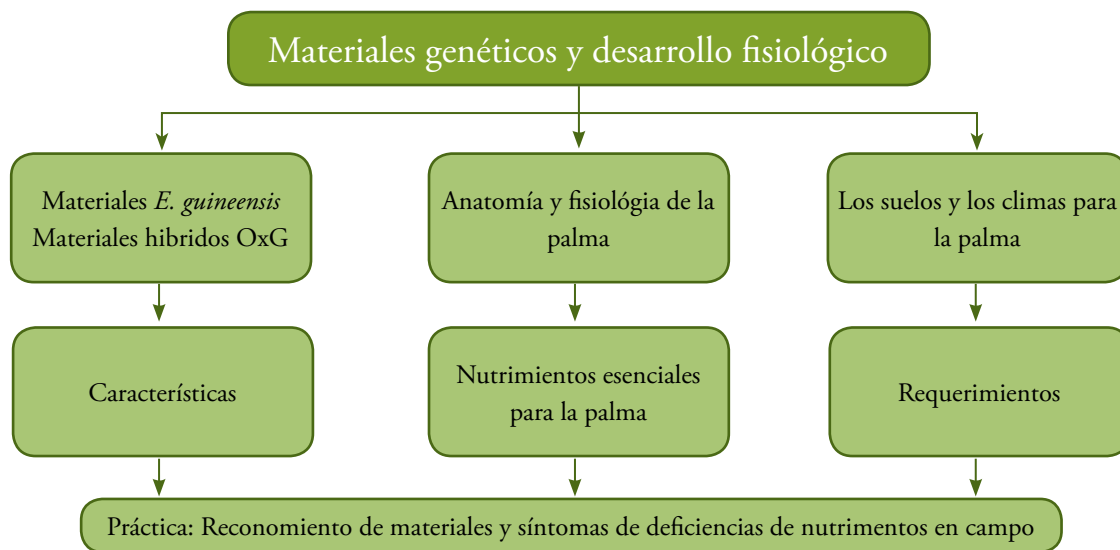 Materiales genéticos y desarrollo fisiológico
Materiales E. guineensis
Materiales hibridos OxG
Anatomía y fisiológia de la
palma
Los suelos y los climas para
la palma
Características
Nutrimientos esenciales
para la palma
Requerimientos
Práctica: Reconomiento de materiales y síntomas de deficiencias de nutrimentos en campo